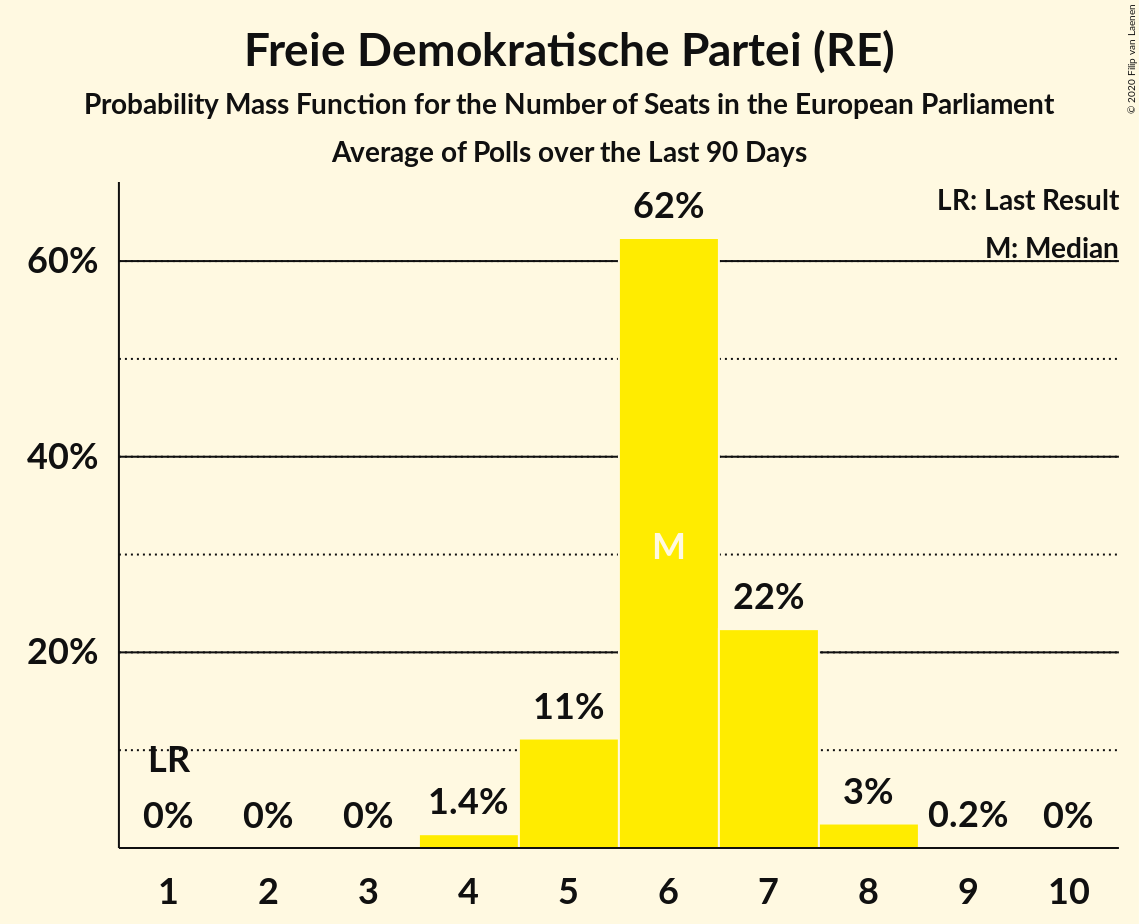 Freie Demokratische Partei (RE)
Probability Mass Function for the Number of Seats in the European Parliament
Average of Polls over the Last 90 Days
© 2020 Filip van Laenen
LR: Last Result
M: Median
62%
60%
40%
M
22%
20%
11%
LR
0%
0%
0%
1.4%
3%
0.2%
0%
1
2
3
4
5
6
7
8
9
10